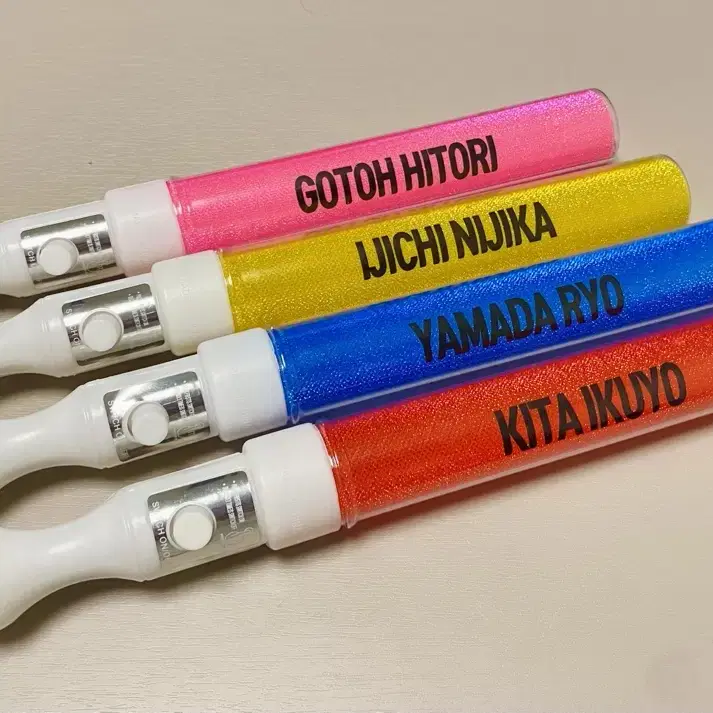 GOTOH HITORI
IJICHI NIJIKA
YAMADA RYO
KITA IKUYO